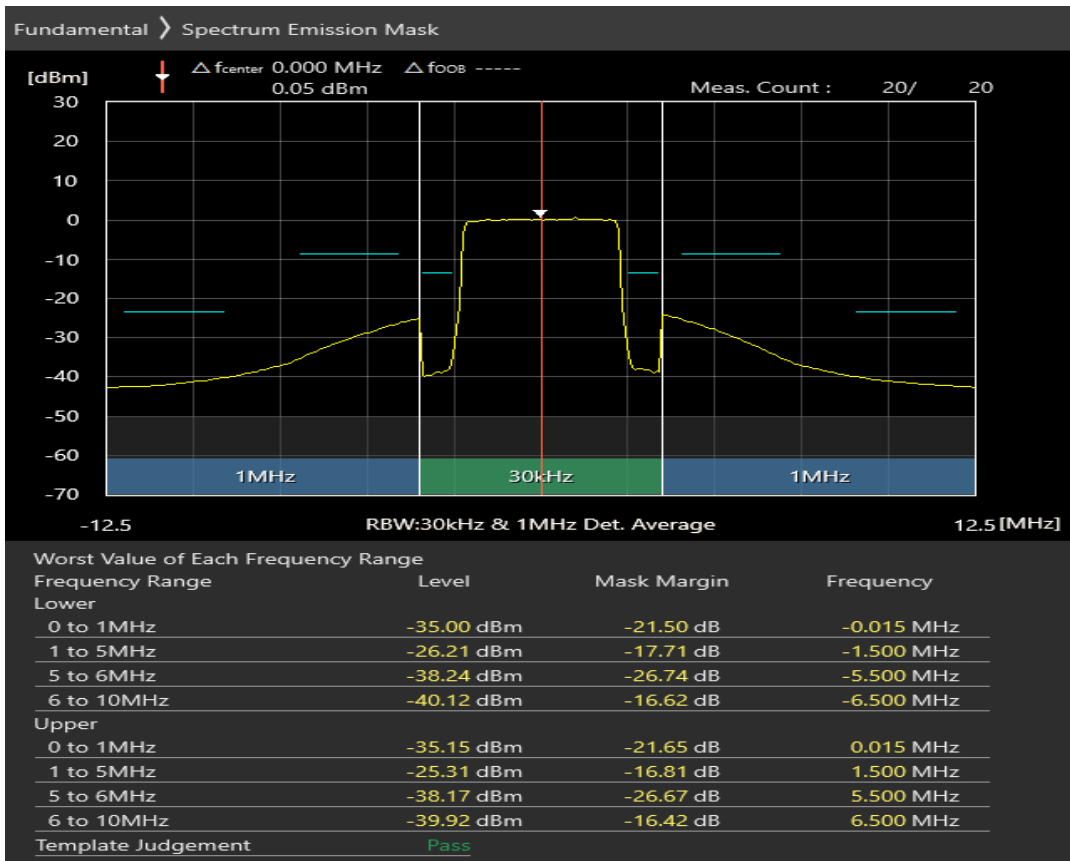 Fundamental ❯ Spectrum Emission Mask
[dBm] △ fcenter 0.000 MHz △ fOOB -----
0.05 dBm Meas. Count : 20/ 20
30
20
10
0
-10
-20
-30
-40
-50
-60
1MHz 30kHz 1MHz
-70
-12.5 RBW:30kHz & 1MHz Det. Average 12.5 [MHz]
Worst Value of Each Frequency Range
Frequency Range Level Mask Margin Frequency
Lower
0 to 1MHz -35.00 dBm -21.50 dB -0.015 MHz
1 to 5MHz -26.21 dBm -17.71 dB -1.500 MHz
5 to 6MHz -38.24 dBm -26.74 dB -5.500 MHz
6 to 10MHz -40.12 dBm -16.62 dB -6.500 MHz
Upper
0 to 1MHz -35.15 dBm -21.65 dB 0.015 MHz
1 to 5MHz -25.31 dBm -16.81 dB 1.500 MHz
5 to 6MHz -38.17 dBm -26.67 dB 5.500 MHz
6 to 10MHz -39.92 dBm -16.42 dB 6.500 MHz
Template Judgement Pass